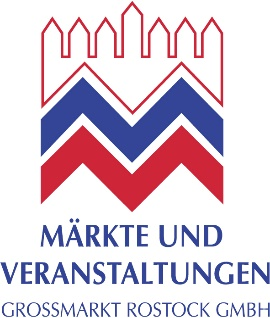 MÄRKTE UND
VERANSTALTUNGEN
GROSSMARKT ROSTOCK GMBH